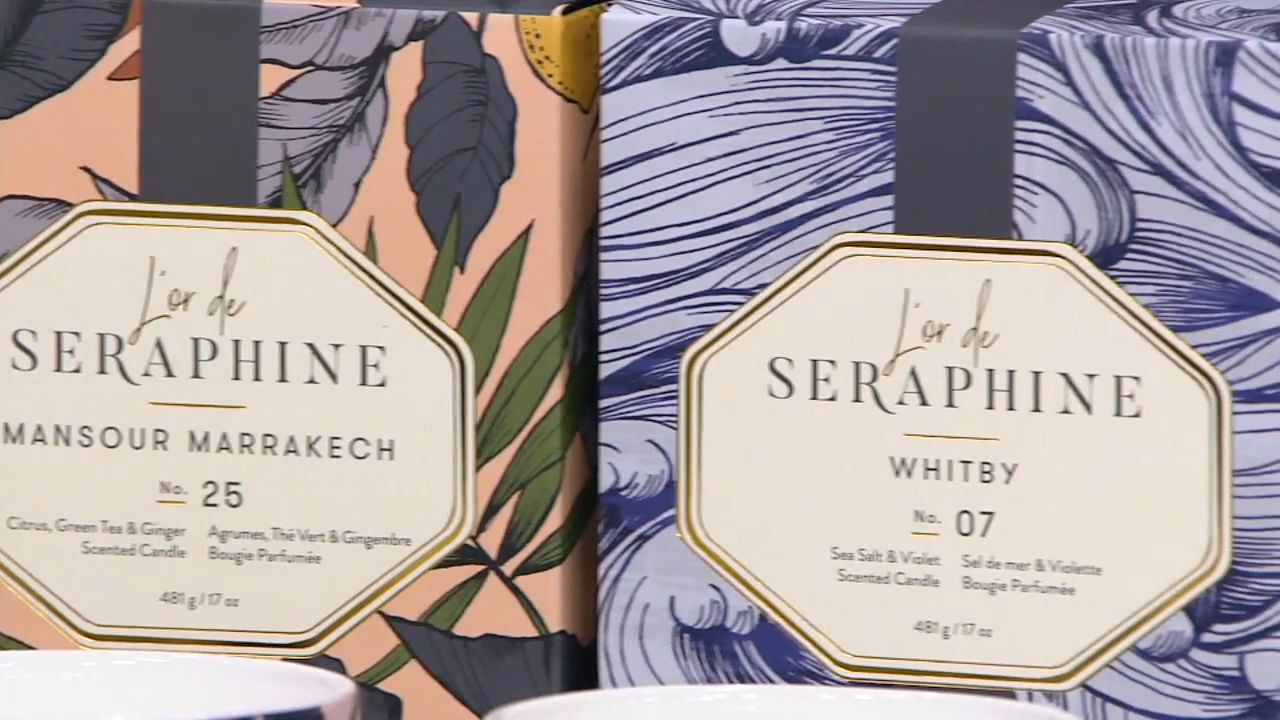 L'or de
SERAPHINE
MANSOUR MARRAKECH
No. 25
Citrus, Green Tea & Ginger
Scented Candle
Agrumes, Thé Vert & Gingembre
Bougie Parfumée
481 g / 17 oz
L'or de
SERAPHINE
WHITBY
No. 07
Sea Salt & Violet
Scented Candle
Sel de mer & Violette
Bougie Parfumée
481 g / 17 oz